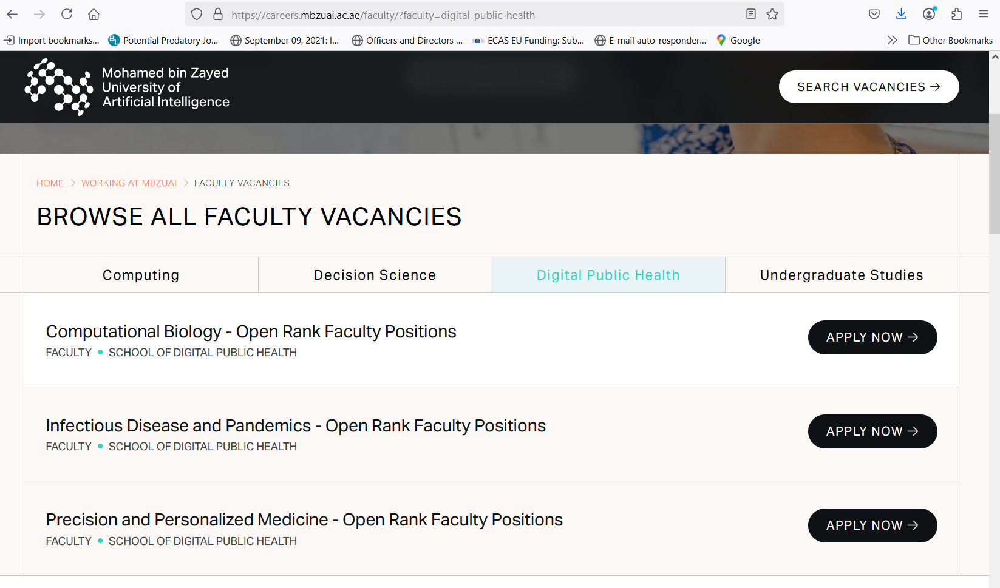 https://careers.mbzuai.ac.ae/faculty/?faculty=digital-public-health
Import bookmarks... Potential Predatory Jo... September 09, 2021: I... Officers and Directors ... ECAS EU Funding: Sub... E-mail auto-responder... Google Other Bookmarks
Mohamed bin Zayed
University of
Artificial Intelligence
SEARCH VACANCIES →
HOME > WORKING AT MBZUAI > FACULTY VACANCIES
BROWSE ALL FACULTY VACANCIES
Computing Decision Science Digital Public Health Undergraduate Studies
Computational Biology - Open Rank Faculty Positions
FACULTY • SCHOOL OF DIGITAL PUBLIC HEALTH
APPLY NOW →
Infectious Disease and Pandemics - Open Rank Faculty Positions
FACULTY • SCHOOL OF DIGITAL PUBLIC HEALTH
APPLY NOW →
Precision and Personalized Medicine - Open Rank Faculty Positions
FACULTY • SCHOOL OF DIGITAL PUBLIC HEALTH
APPLY NOW →